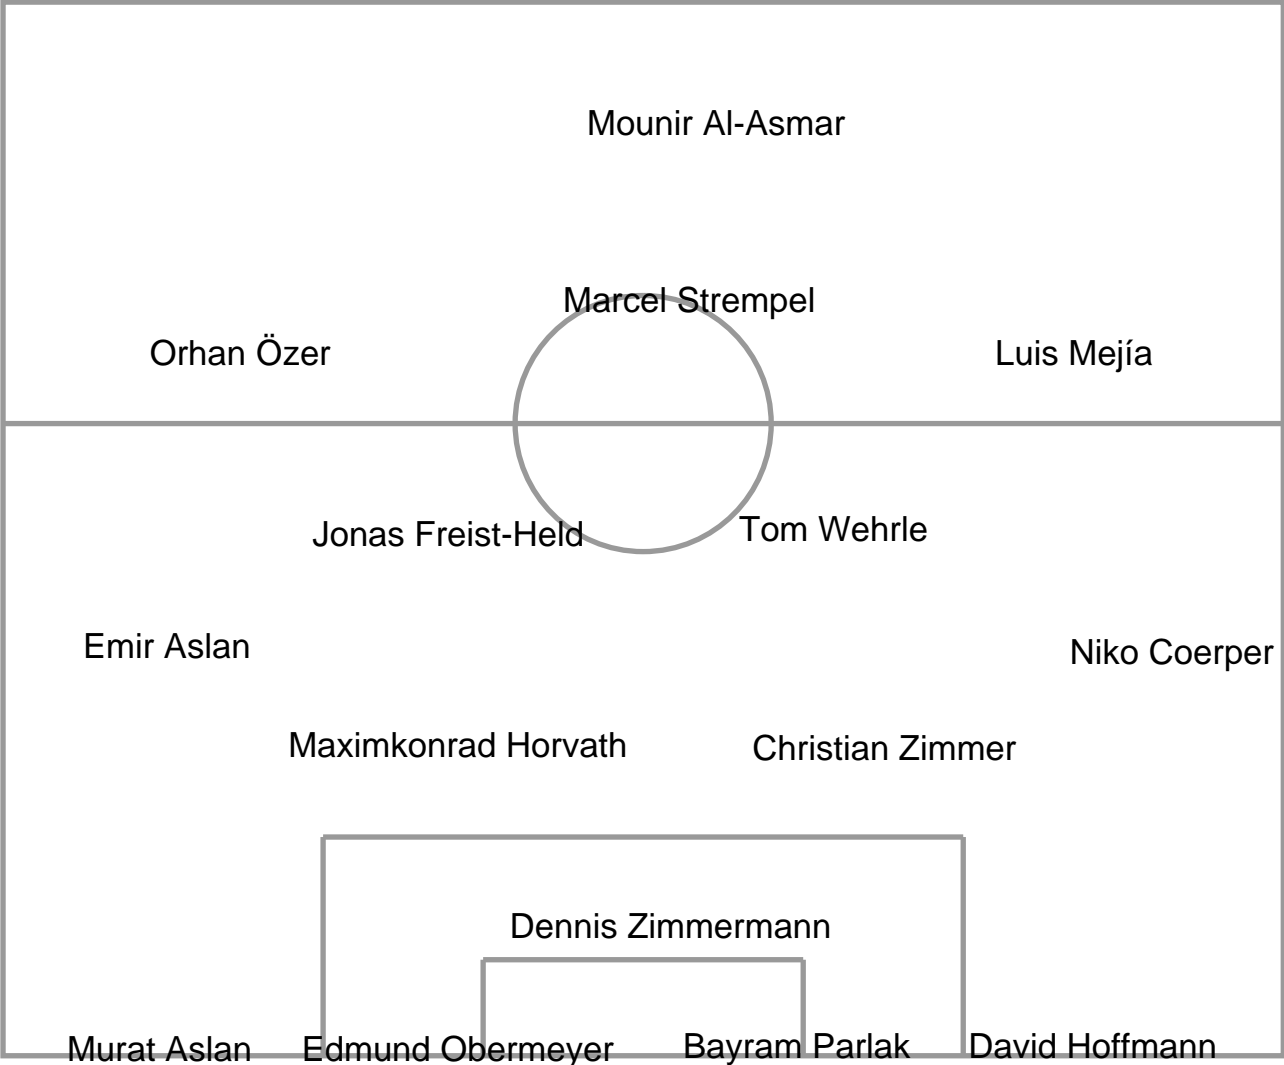 Mounir Al-Asmar
Marcel Strempel
Orhan Özer
Luis Mejía
Jonas Freist-Held
Tom Wehrle
Emir Aslan
Niko Coerper
Maximkonrad Horvath
Christian Zimmer
Dennis Zimmermann
Murat Aslan
Edmund Obermeyer
Bayram Parlak
David Hoffmann